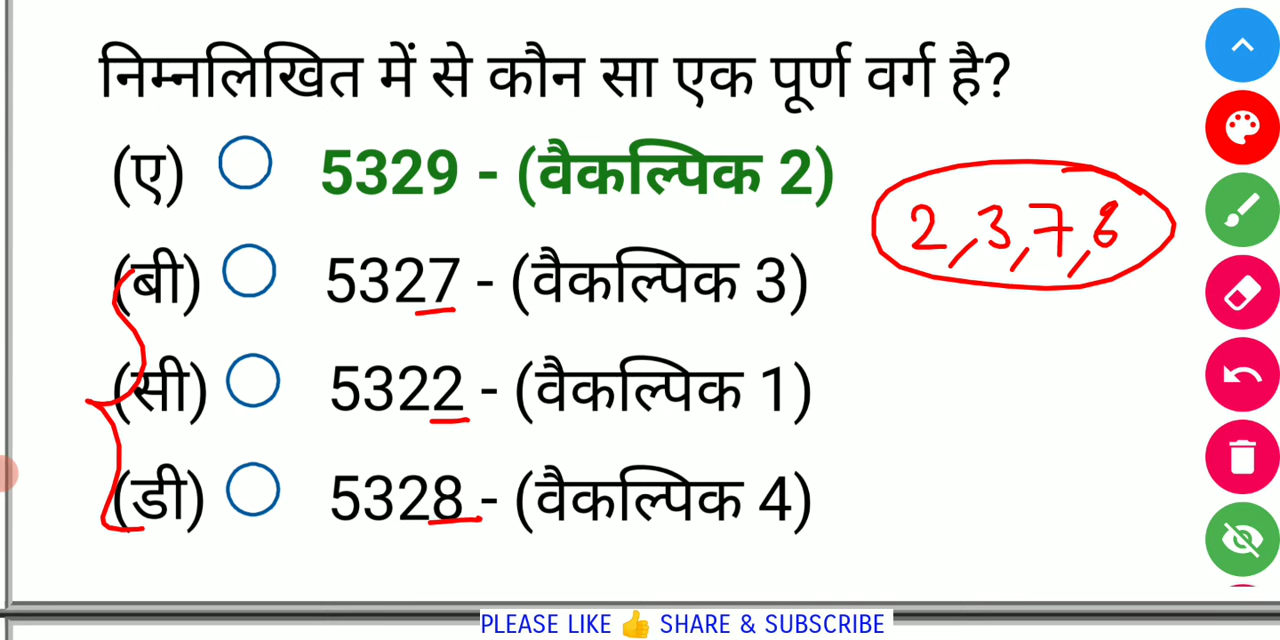 निम्नलिखित में से कौन सा एक पूर्ण वर्ग है?
(ए) 5329 - (वैकल्पिक 2)
2,3,7,8
(बी) 5327 - (वैकल्पिक 3)
(सी) 5322 - (वैकल्पिक 1)
(डी) 5328 - (वैकल्पिक 4)
PLEASE LIKE 👍 SHARE & SUBSCRIBE